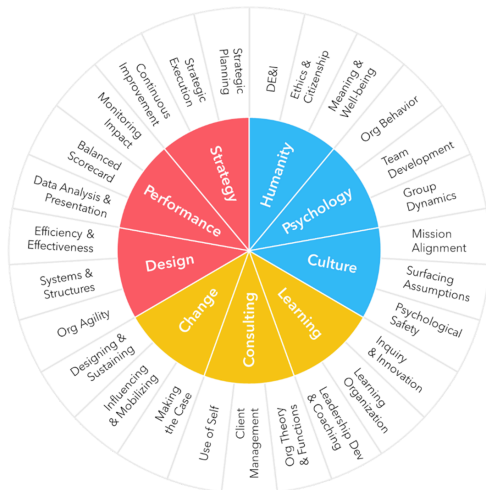 Strategic
Planning
DE&I
Ethics &
Citizenship
Meaning &
Well-being
Org Behavior
Team
Development
Group
Dynamics
Mission
Alignment
Surfacing
Assumptions
Psychological
Safety
Inquiry
& Innovation
Learning
Organization
Leadership Dev
& Coaching
Org Theory
& Functions
Client
Management
Use of Self
Making
the Case
Influencing
& Mobilizing
Designing &
Sustaining
Org Agility
Systems &
Structures
Efficiency &
Effectiveness
Data Analysis &
Presentation
Balanced
Scorecard
Monitoring
Impact
Continuous
Improvement
Strategic
Execution
Strategy
Humanity
Psychology
Culture
Learning
Consulting
Change
Design
Performance